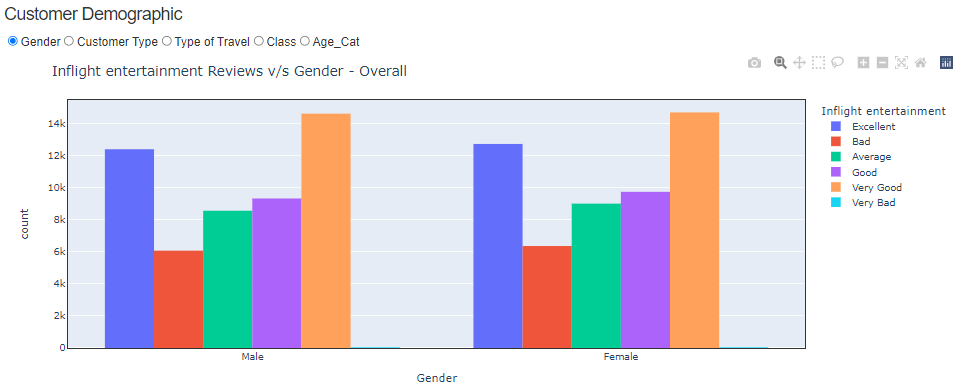 Customer Demographic
Gender Customer Type Type of Travel Class Age_Cat
Inflight entertainment Reviews v/s Gender - Overall
Inflight entertainment
Excellent
Bad
Average
Good
Very Good
Very Bad
14k
12k
10k
8k
6k
4k
2k
0
count
Male Female
Gender